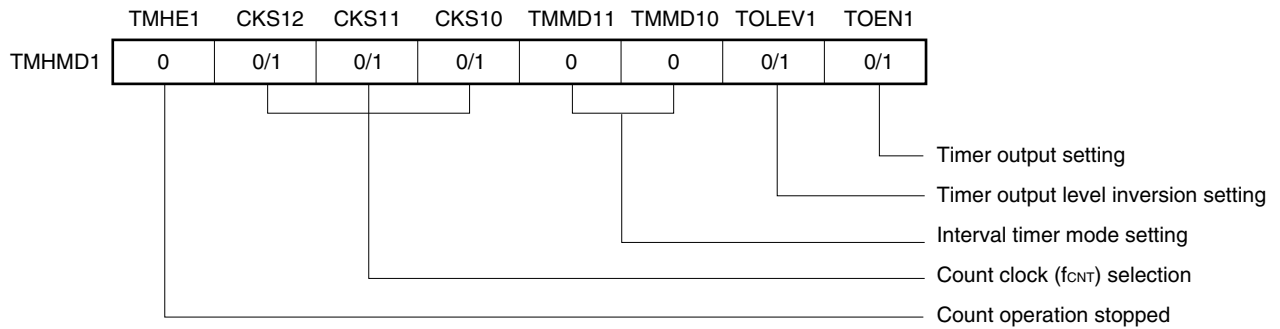 TMHE1 CKS12 CKS11 CKS10 TMMD11 TMMD10 TOLEV1 TOEN1
TMHMD1 0 0/1 0/1 0/1 0 0 0/1 0/1
Timer output setting
Timer output level inversion setting
Interval timer mode setting
Count clock (fCNT) selection
Count operation stopped